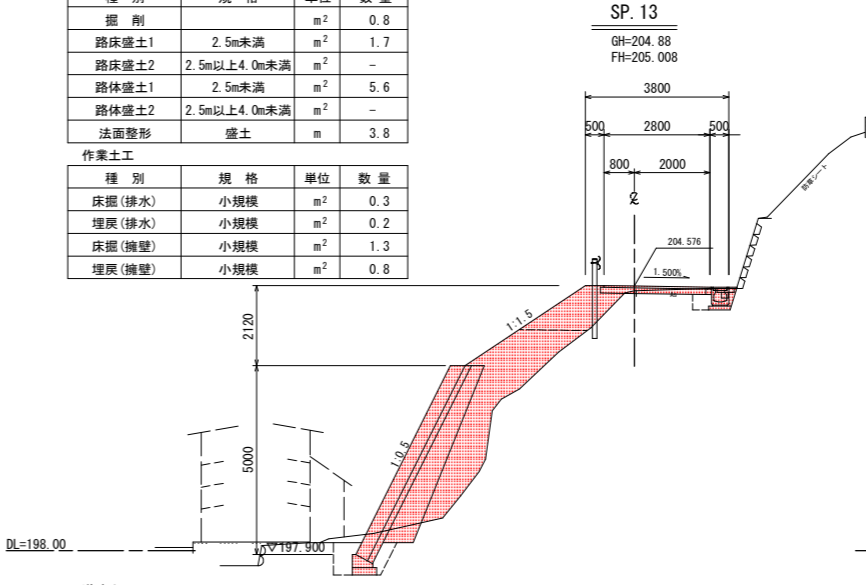 種 別 規 格 単位 数 量
掘 削 m² 0.8
路床盛土1 2.5m未満 m² 1.7
路床盛土2 2.5m以上4.0m未満 m² -
路体盛土1 2.5m未満 m² 5.6
路体盛土2 2.5m以上4.0m未満 m² -
法面整形 盛土 m 3.8
作業土工
種 別 規 格 単位 数 量
床掘(排水) 小規模 m² 0.3
埋戻(排水) 小規模 m² 0.2
床掘(擁壁) 小規模 m² 1.3
埋戻(擁壁) 小規模 m² 0.8
SP. 13
GH=204.88
FH=205.008
3800
500 2800 500
800 2000
204.576
1.500%
防草シート
1:1.5
2120
1:0.5
5000
DL=198.00
▽197.900